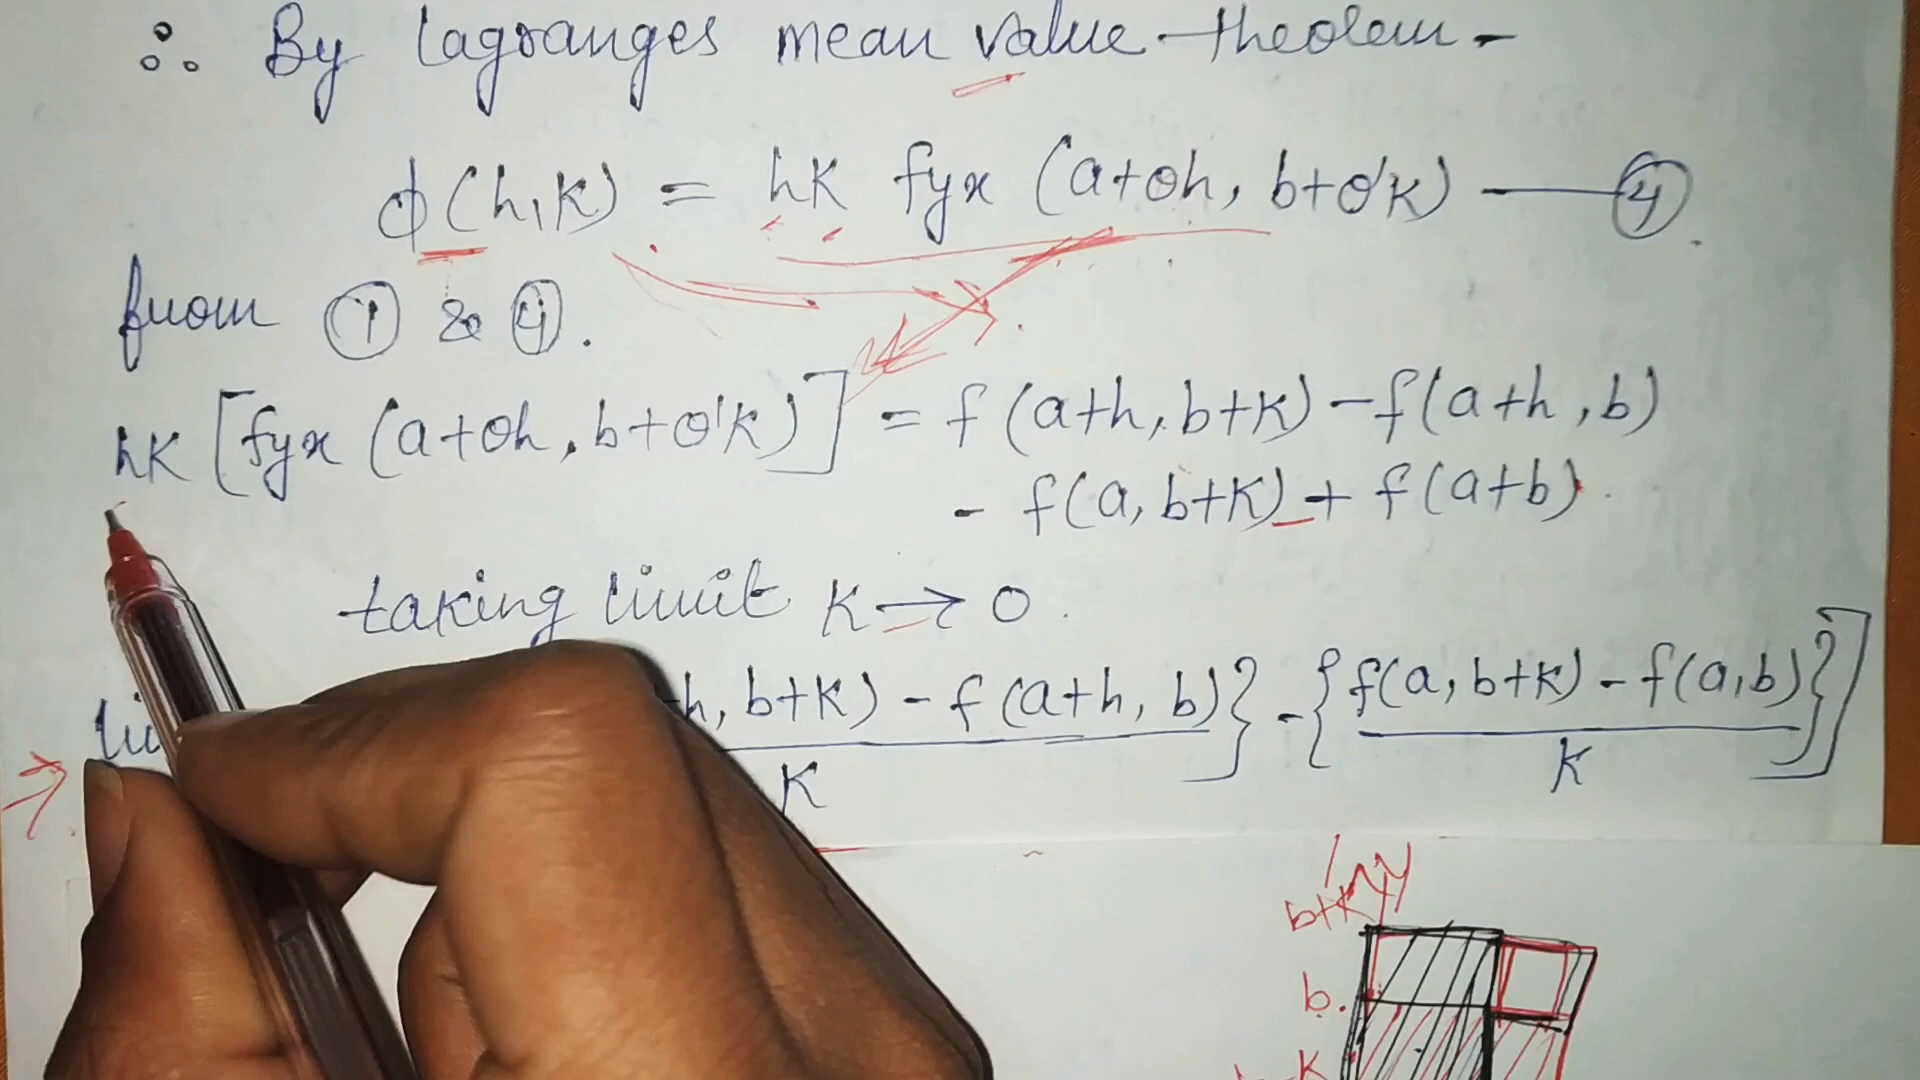 ∴ By lagranges mean value theorem -
ϕ(h,k) = hk fyx (a+θh, b+θ'k) — ④
from ① & ④.
hk [fyx (a+θh, b+θ'k)] = f (a+h, b+k) - f(a+h, b)
- f(a, b+k) + f(a+b)
taking limit k → 0.
h, b+k) - f (a+h, b)} - {f(a, b+k) - f(a,b)}]
k k
b+k y
b.